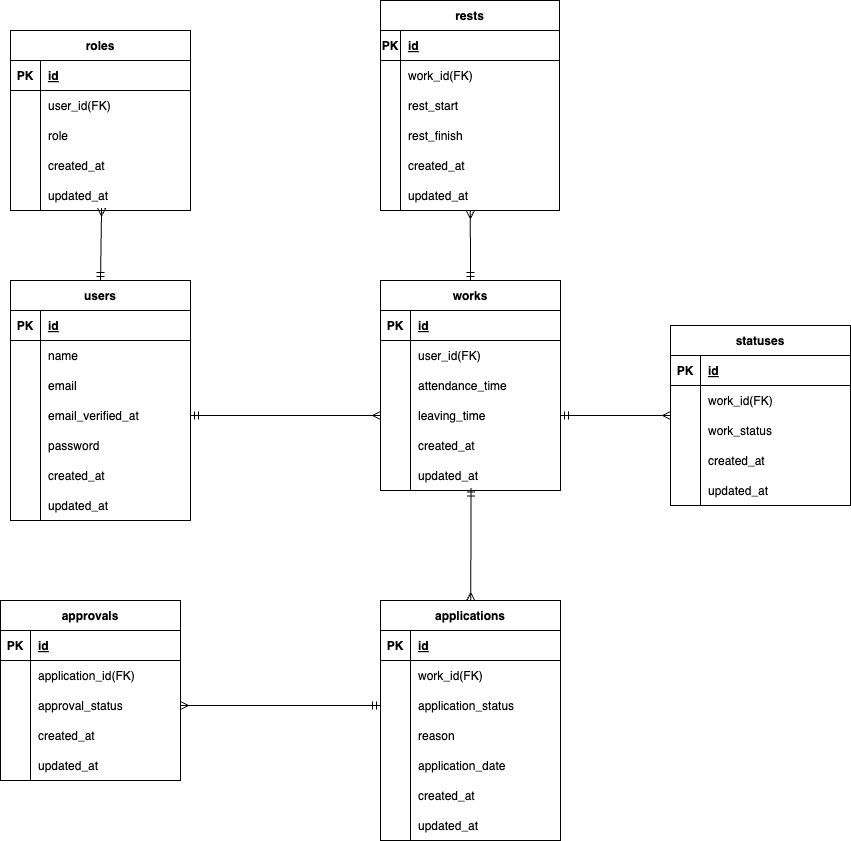 roles
PK id
user_id(FK)
role
created_at
updated_at
rests
PK id
work_id(FK)
rest_start
rest_finish
created_at
updated_at
users
PK id
name
email
email_verified_at
password
created_at
updated_at
works
PK id
user_id(FK)
attendance_time
leaving_time
created_at
updated_at
statuses
PK id
work_id(FK)
work_status
created_at
updated_at
approvals
PK id
application_id(FK)
approval_status
created_at
updated_at
applications
PK id
work_id(FK)
application_status
reason
application_date
created_at
updated_at